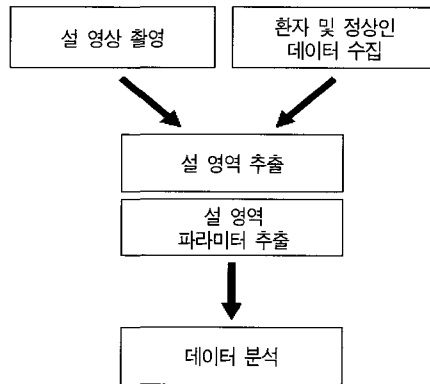 설 영상 촬영
환자 및 정상인
데이터 수집
설 영역 추출
설 영역
파라미터 추출
데이터 분석